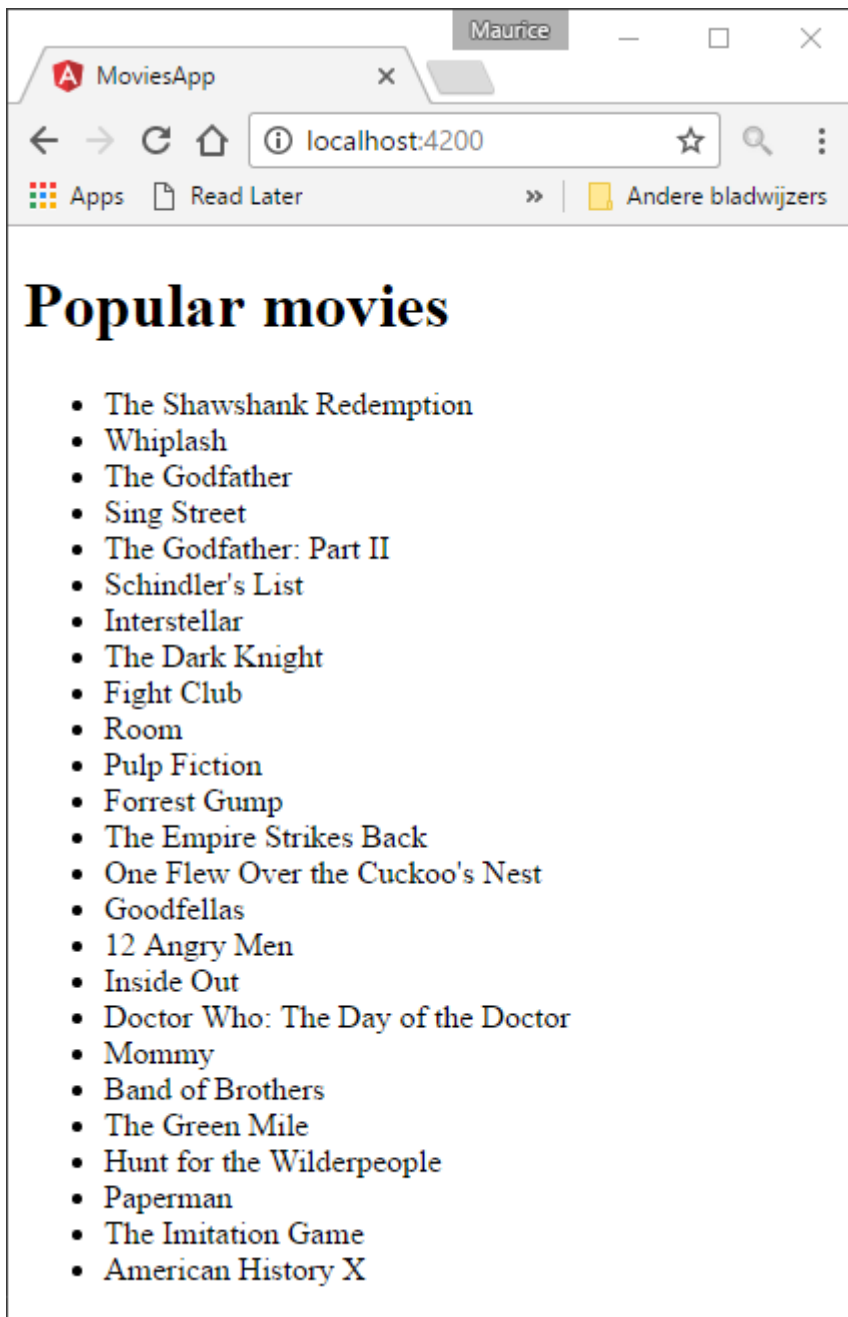 Maurice
MoviesApp
localhost:4200
Apps Read Later » Andere bladwijzers
Popular movies
• The Shawshank Redemption
• Whiplash
• The Godfather
• Sing Street
• The Godfather: Part II
• Schindler's List
• Interstellar
• The Dark Knight
• Fight Club
• Room
• Pulp Fiction
• Forrest Gump
• The Empire Strikes Back
• One Flew Over the Cuckoo's Nest
• Goodfellas
• 12 Angry Men
• Inside Out
• Doctor Who: The Day of the Doctor
• Mommy
• Band of Brothers
• The Green Mile
• Hunt for the Wilderpeople
• Paperman
• The Imitation Game
• American History X